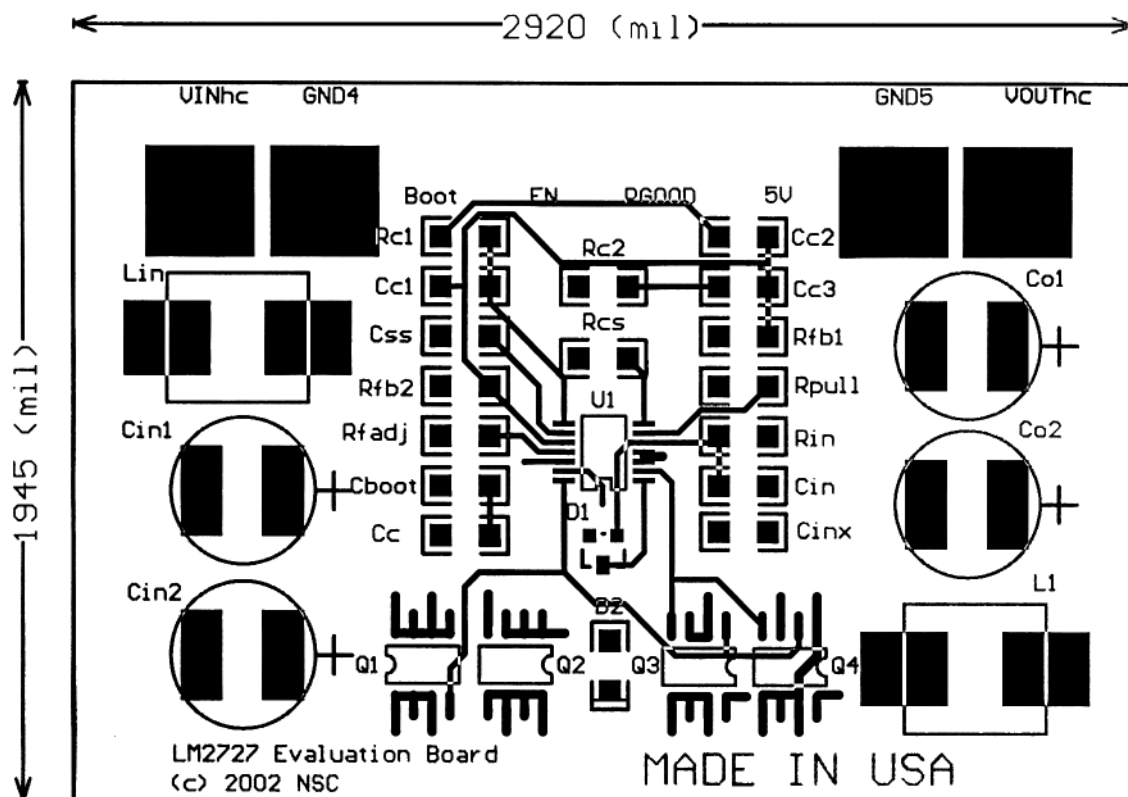 2920 (mil)
1945 (mil)
VINhc GND4 GND5 VOUThc
Boot EN PGOOD 5V
Rc1 Rc2 Cc2
Lin Cc1 Cc3 Co1
Css Rcs Rfb1
Rfb2 Rpull
Cin1 Rfadj U1 Rin Co2
Cboot Cin
Cc D1 Cinx
Cin2 D2 L1
Q1 Q2 Q3 Q4
LM2727 Evaluation Board
(c) 2002 NSC
MADE IN USA